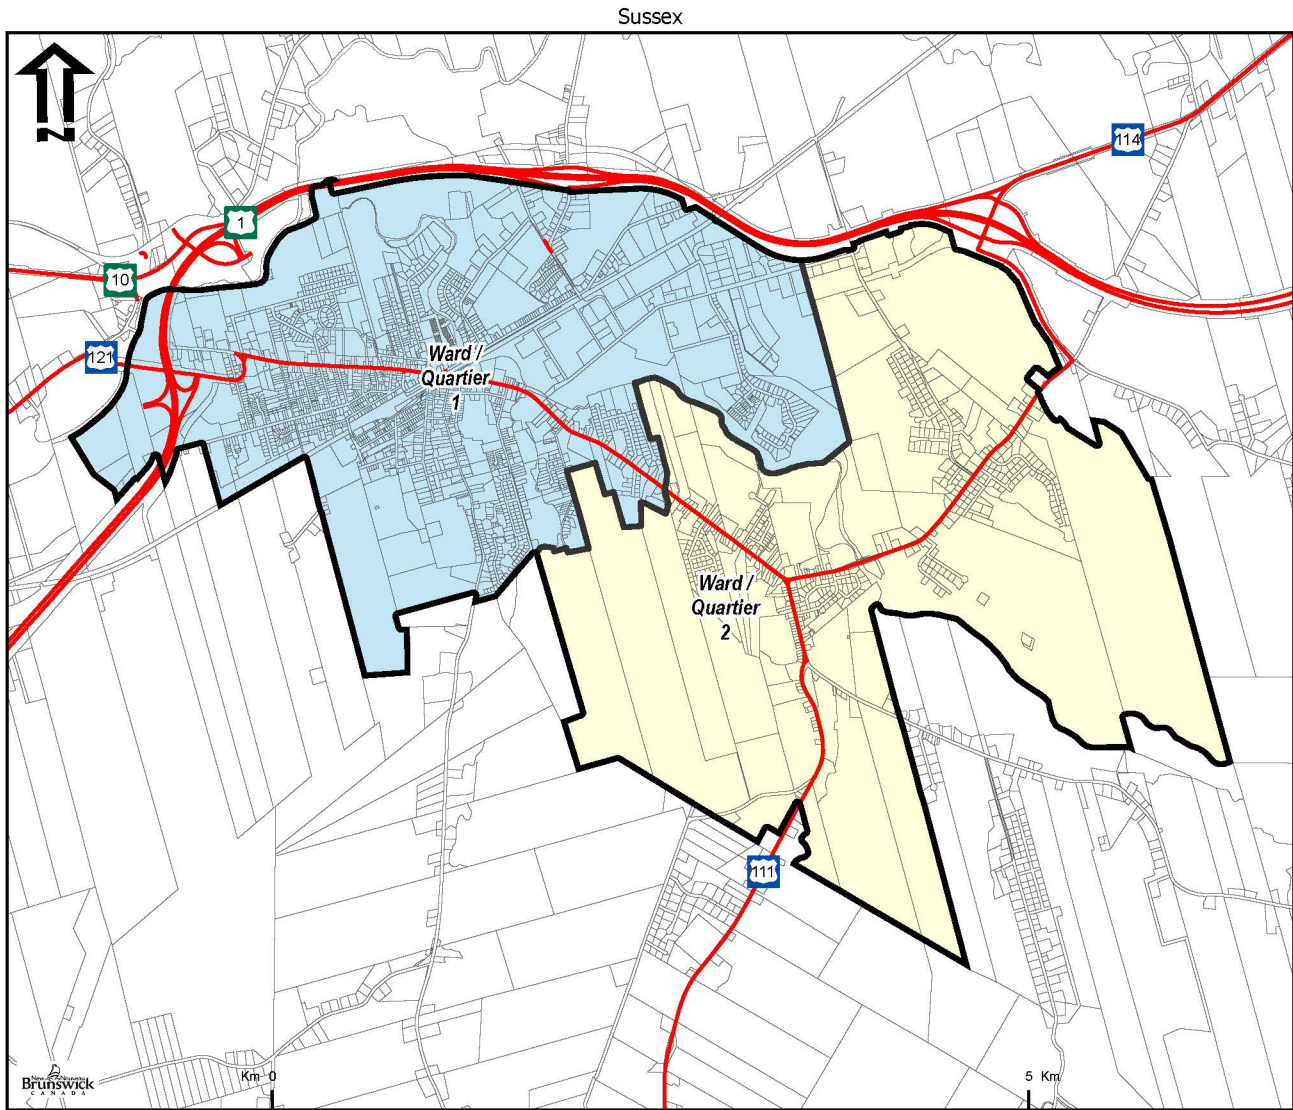 Sussex
N
114
1
10
121
Ward /
Quartier
1
Ward /
Quartier
2
111
New Nouveau
Brunswick
CANADA
Km 0
5 Km